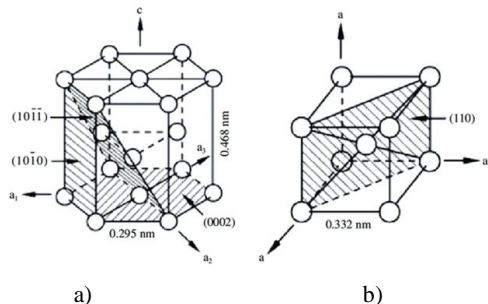 c
a
(101̄1̄)
(110)
(101̄0)
a₃
0.468 nm
a₁
a
(0002)
0.295 nm
a₂
a
0.332 nm
a)
b)